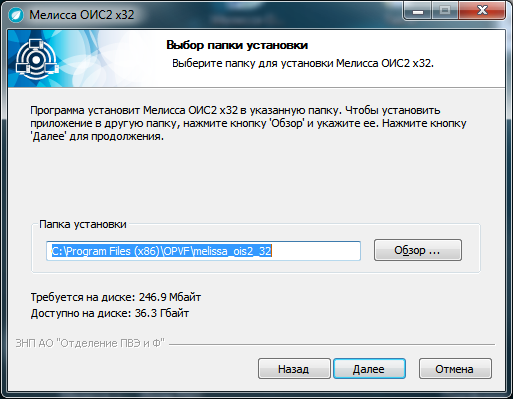 Мелисса ОИС2 x32
Выбор папки установки
Выберите папку для установки Мелисса ОИС2 x32.
Программа установит Мелисса ОИС2 x32 в указанную папку. Чтобы установить
приложение в другую папку, нажмите кнопку 'Обзор' и укажите ее. Нажмите кнопку
'Далее' для продолжения.
Папка установки
C:\Program Files (x86)\OPVF\melissa_ois2_32
Обзор ...
Требуется на диске: 246.9 Мбайт
Доступно на диске: 36.3 Гбайт
ЗНП АО "Отделение ПВЭ и Ф"
Назад
Далее
Отмена